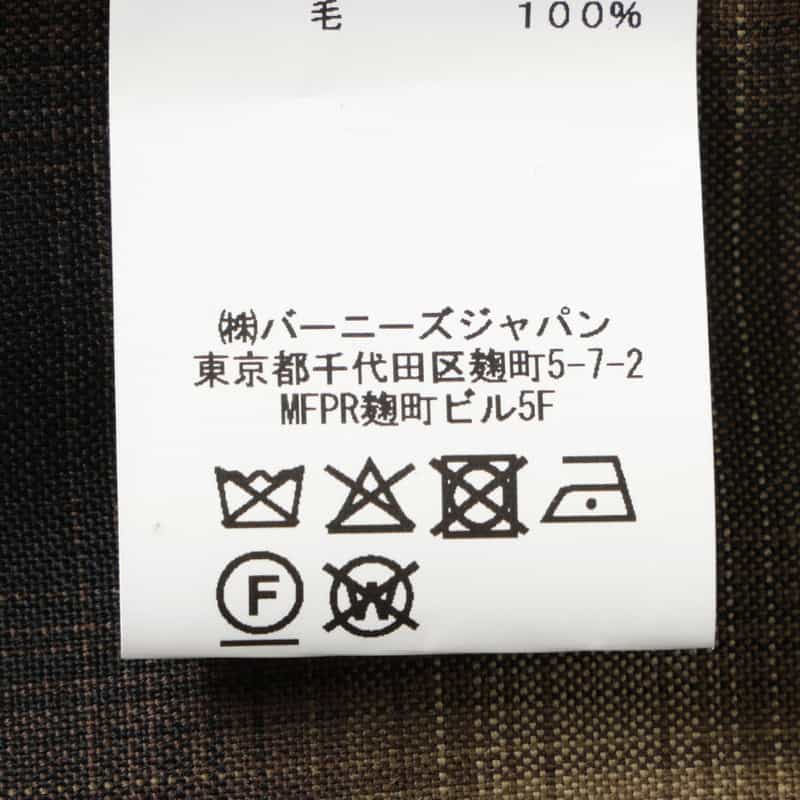 毛 100%
㈱バーニーズジャパン
東京都千代田区麹町5-7-2
MFPR麹町ビル5F
F W